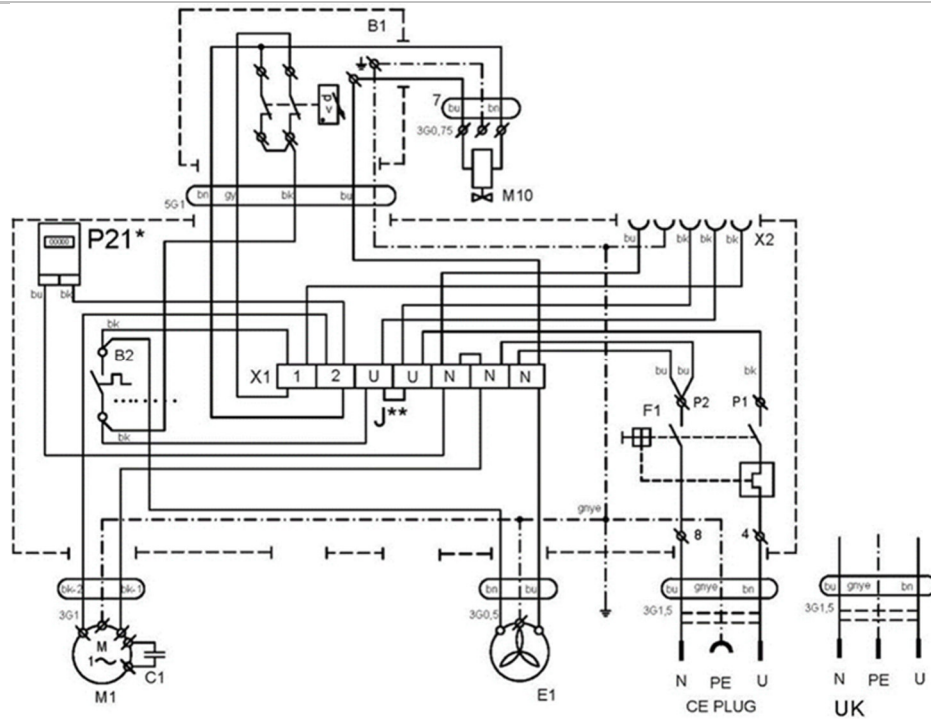 B1
d
v
7
bu
bn
3G0,75
M10
bn
gy
bk
bu
5G1
00000
P21*
bu
bk
bk
bk
bk
X2
bu
bk
bk
B2
X1
1
2
U
U
N
N
N
J**
bk
bu
bu
bk
F1
P2
P1
gnye
8
4
bk-2
bk-1
3G1
M
1~
M1
C1
bn
bu
3G0,5
E1
bu
gnye
bn
3G1,5
N
PE
U
CE PLUG
bu
gnye
bn
3G1,5
N
PE
U
UK